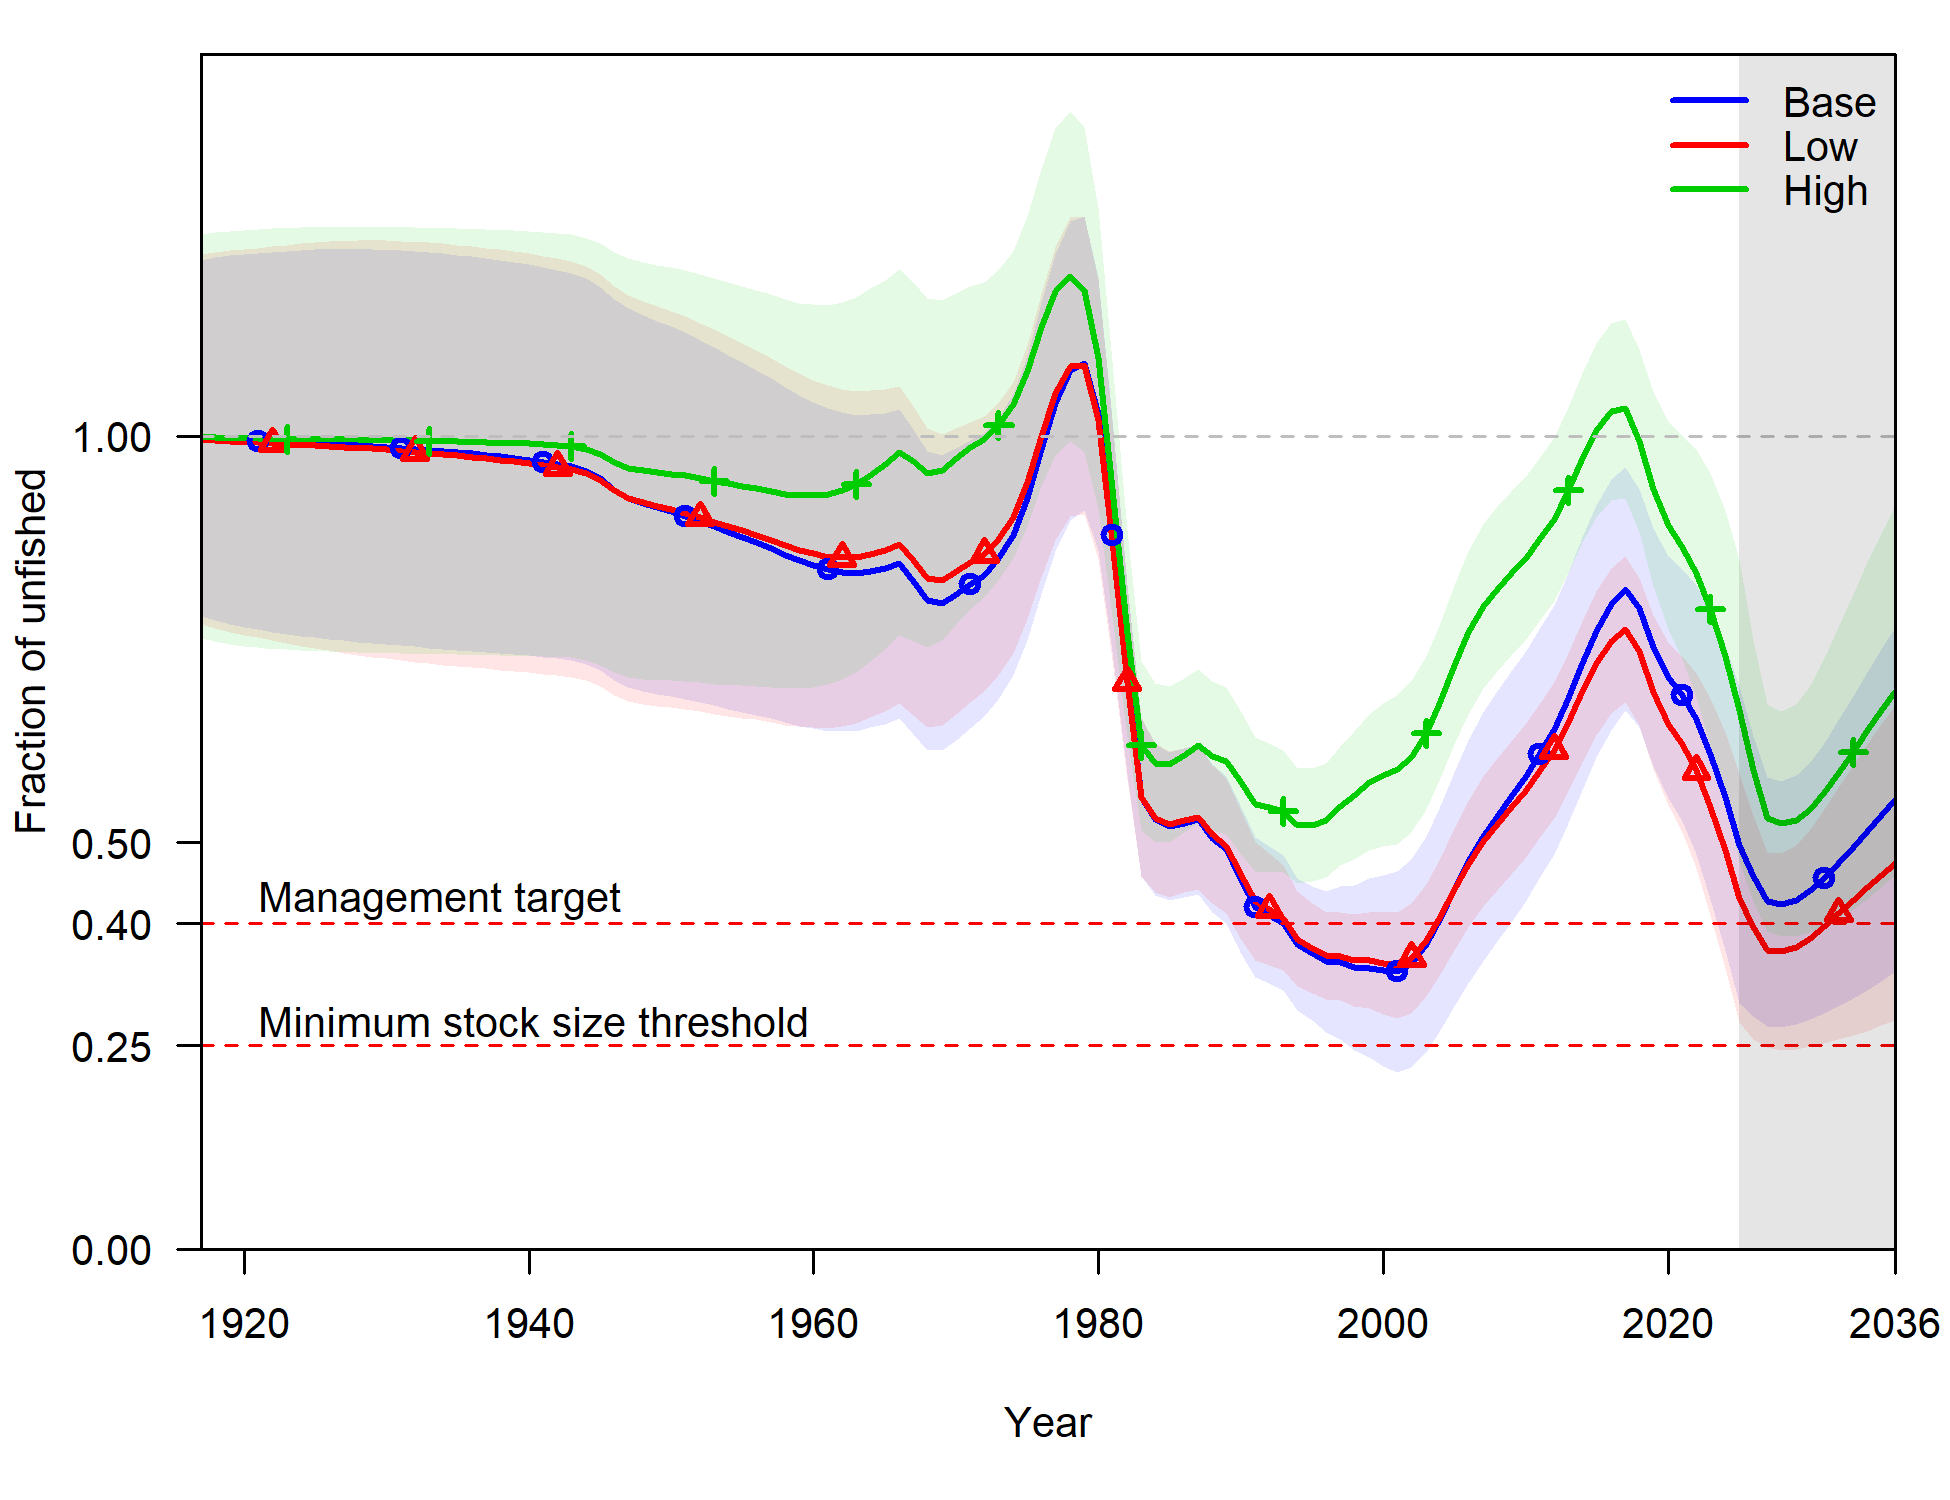 Base
Low
High
Fraction of unfished
1.00
0.50
0.40
0.25
0.00
Management target
Minimum stock size threshold
1920
1940
1960
1980
2000
2020
2036
Year